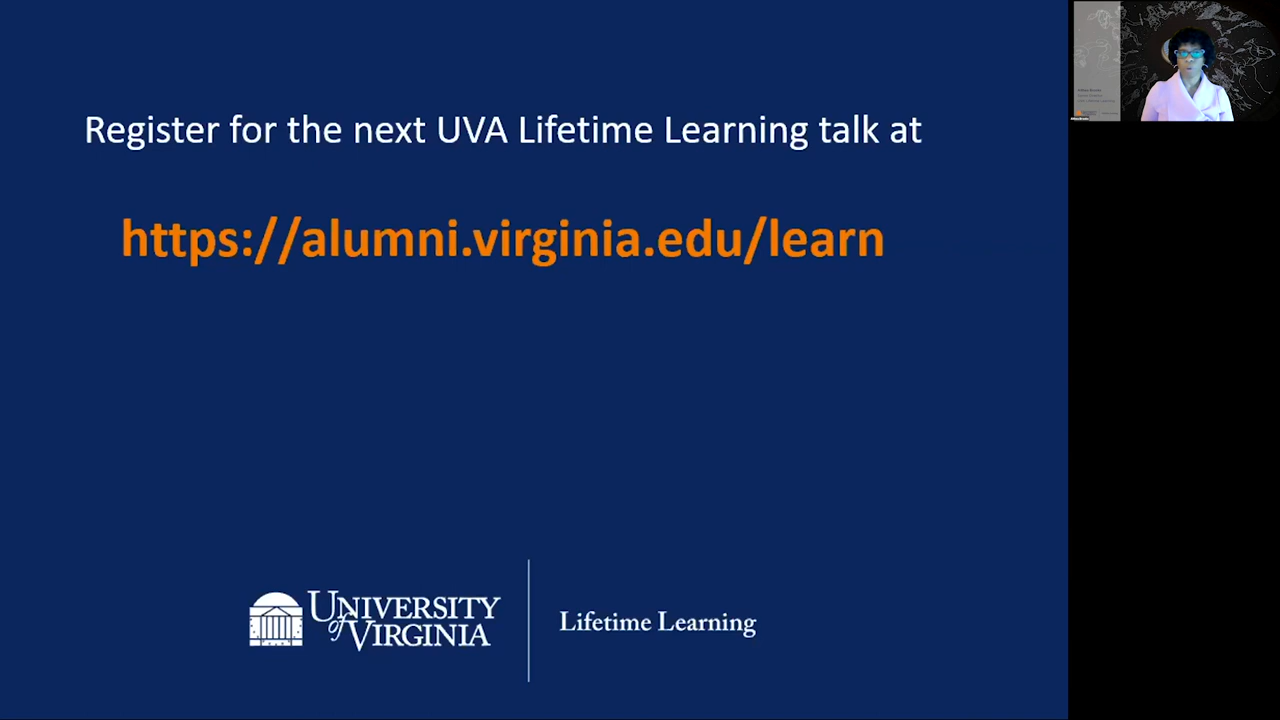 Register for the next UVA Lifetime Learning talk at
https://alumni.virginia.edu/learn
UNIVERSITY
of VIRGINIA
Lifetime Learning